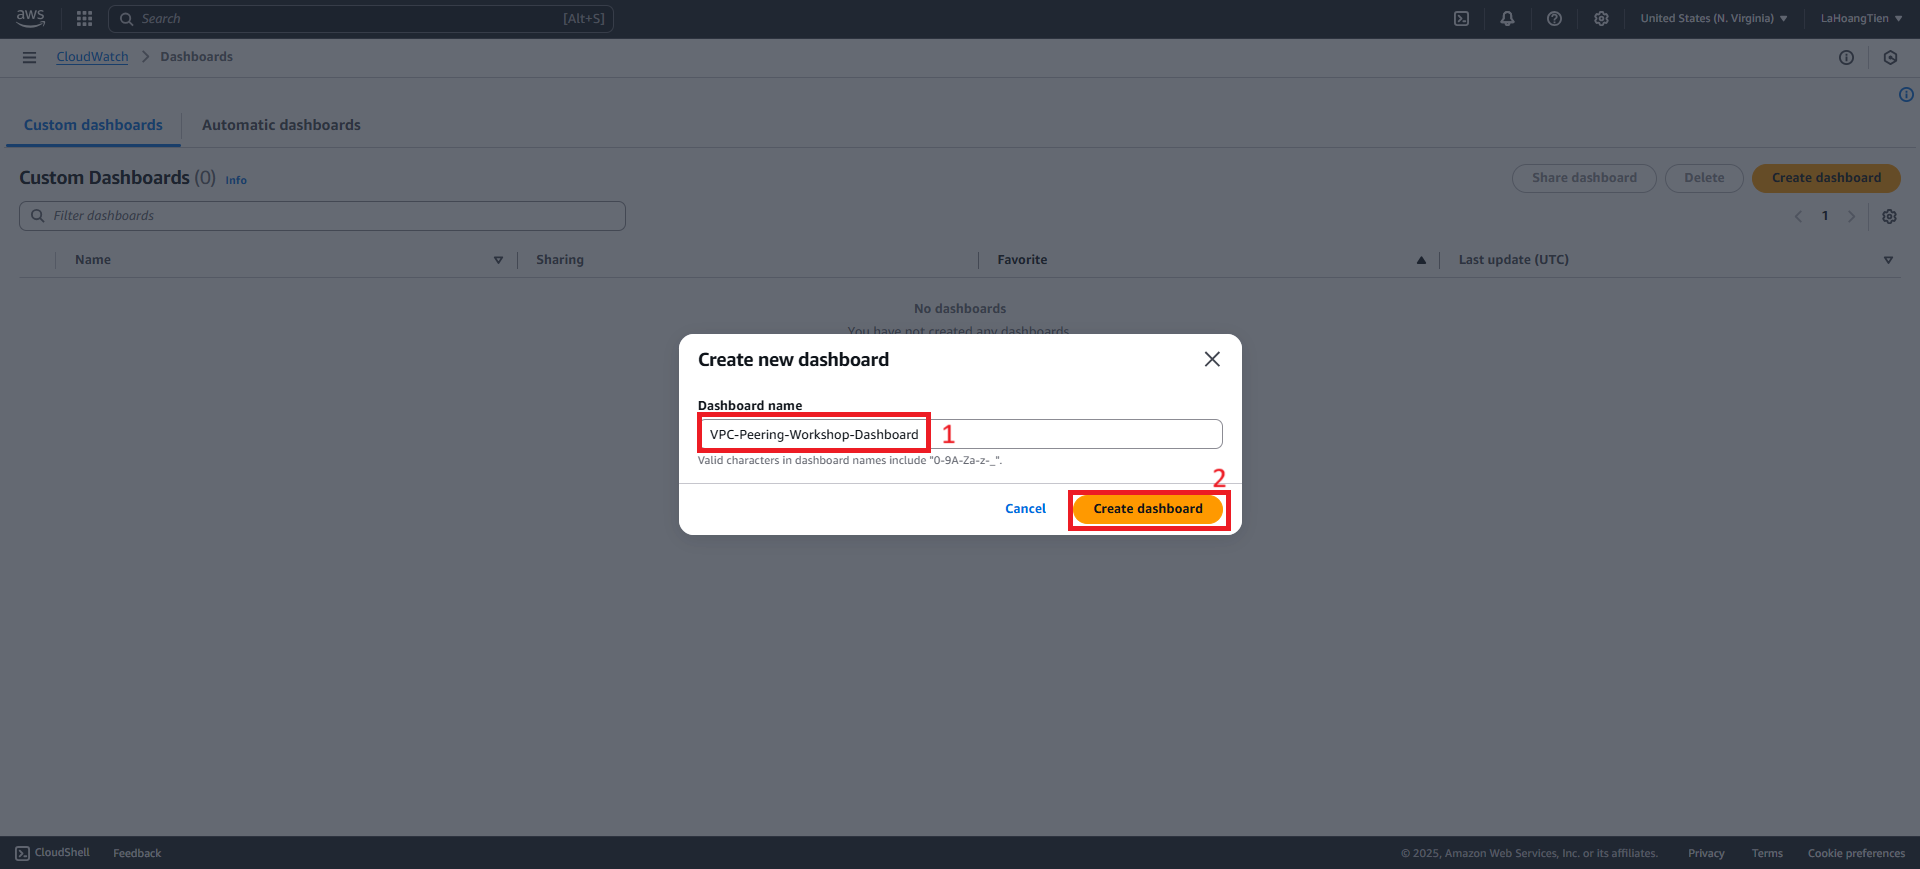 aws Search [Alt+S] United States (N. Virginia) LaHoangTien
CloudWatch Dashboards
Custom dashboards Automatic dashboards
Custom Dashboards (0) Info Share dashboard Delete Create dashboard
Filter dashboards 1
Name Sharing Favorite Last update (UTC)
No dashboards
You have not created any dashboards
Create new dashboard
Dashboard name
VPC-Peering-Workshop-Dashboard 1
Valid characters in dashboard names include "0-9A-Za-z-_".
2
Cancel Create dashboard
CloudShell Feedback © 2025, Amazon Web Services, Inc. or its affiliates. Privacy Terms Cookie preferences